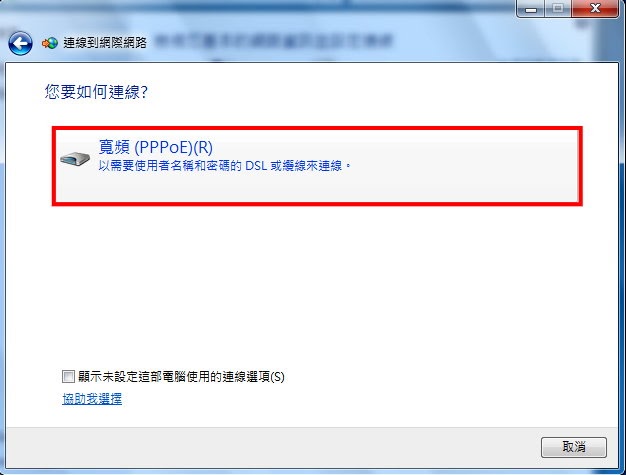 連線到網際網路
您要如何連線?
寬頻 (PPPoE)(R)
以需要使用者名稱和密碼的 DSL 或纜線來連線。
顯示未設定這部電腦使用的連線選項(S)
協助我選擇
取消